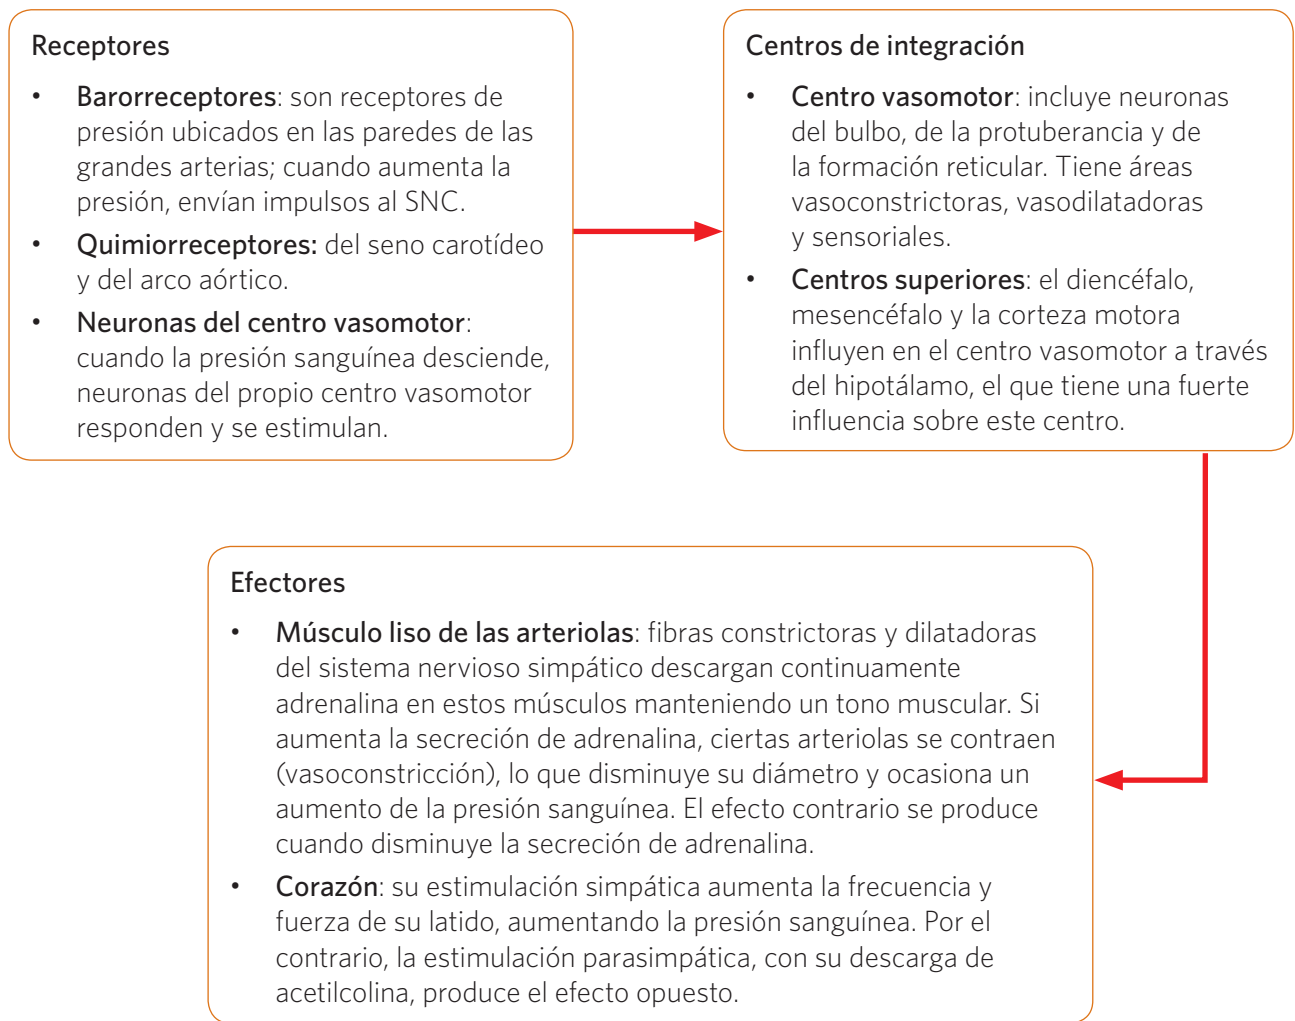 Receptores
• Barorreceptores: son receptores de
presión ubicados en las paredes de las
grandes arterias; cuando aumenta la
presión, envían impulsos al SNC.
• Quimiorreceptores: del seno carotídeo
y del arco aórtico.
• Neuronas del centro vasomotor:
cuando la presión sanguínea desciende,
neuronas del propio centro vasomotor
responden y se estimulan.
Centros de integración
• Centro vasomotor: incluye neuronas
del bulbo, de la protuberancia y de
la formación reticular. Tiene áreas
vasoconstrictoras, vasodilatadoras
y sensoriales.
• Centros superiores: el diencéfalo,
mesencéfalo y la corteza motora
influyen en el centro vasomotor a través
del hipotálamo, el que tiene una fuerte
influencia sobre este centro.
Efectores
• Músculo liso de las arteriolas: fibras constrictoras y dilatadoras
del sistema nervioso simpático descargan continuamente
adrenalina en estos músculos manteniendo un tono muscular. Si
aumenta la secreción de adrenalina, ciertas arteriolas se contraen
(vasoconstricción), lo que disminuye su diámetro y ocasiona un
aumento de la presión sanguínea. El efecto contrario se produce
cuando disminuye la secreción de adrenalina.
• Corazón: su estimulación simpática aumenta la frecuencia y
fuerza de su latido, aumentando la presión sanguínea. Por el
contrario, la estimulación parasimpática, con su descarga de
acetilcolina, produce el efecto opuesto.